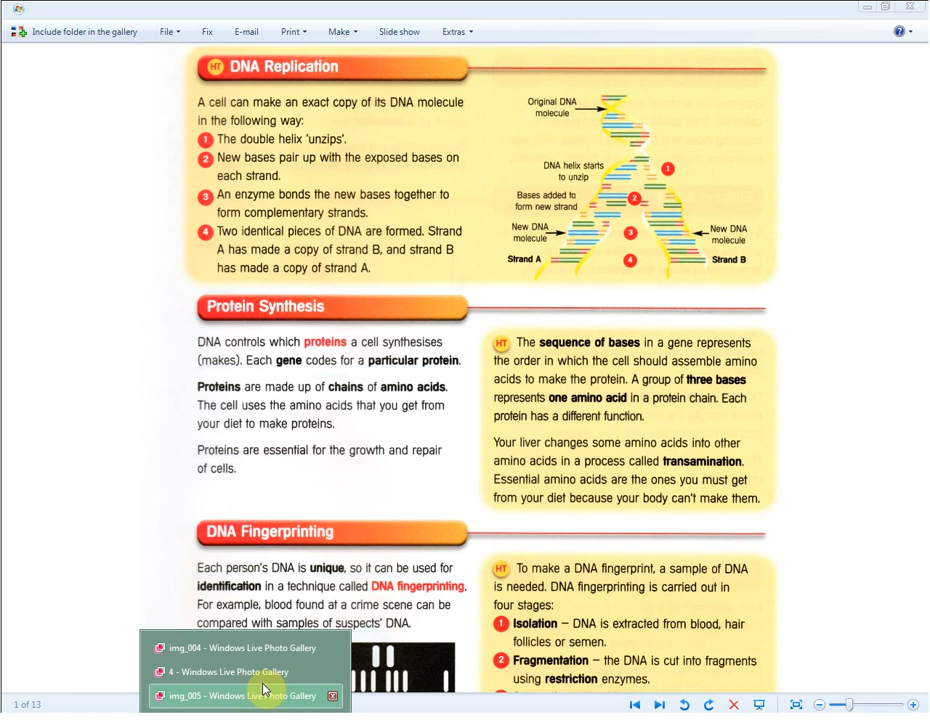 Include folder in the gallery File Fix E-mail Print Make Slide show Extras
HT DNA Replication
A cell can make an exact copy of its DNA molecule
in the following way:
1 The double helix 'unzips'.
2 New bases pair up with the exposed bases on
each strand.
3 An enzyme bonds the new bases together to
form complementary strands.
4 Two identical pieces of DNA are formed. Strand
A has made a copy of strand B, and strand B
has made a copy of strand A.
Original DNA
molecule
DNA helix starts
to unzip
1
Bases added to
form new strand
2
New DNA
molecule
3
New DNA
molecule
Strand A
4
Strand B
Protein Synthesis
DNA controls which proteins a cell synthesises
(makes). Each gene codes for a particular protein.
Proteins are made up of chains of amino acids.
The cell uses the amino acids that you get from
your diet to make proteins.
Proteins are essential for the growth and repair
of cells.
HT The sequence of bases in a gene represents
the order in which the cell should assemble amino
acids to make the protein. A group of three bases
represents one amino acid in a protein chain. Each
protein has a different function.
Your liver changes some amino acids into other
amino acids in a process called transamination.
Essential amino acids are the ones you must get
from your diet because your body can't make them.
DNA Fingerprinting
Each person's DNA is unique, so it can be used for
identification in a technique called DNA fingerprinting.
For example, blood found at a crime scene can be
compared with samples of suspects' DNA.
HT To make a DNA fingerprint, a sample of DNA
is needed. DNA fingerprinting is carried out in
four stages:
1 Isolation – DNA is extracted from blood, hair
follicles or semen.
2 Fragmentation – the DNA is cut into fragments
using restriction enzymes.
img_004 - Windows Live Photo Gallery
4 - Windows Live Photo Gallery
img_005 - Windows Live Photo Gallery
1 of 13